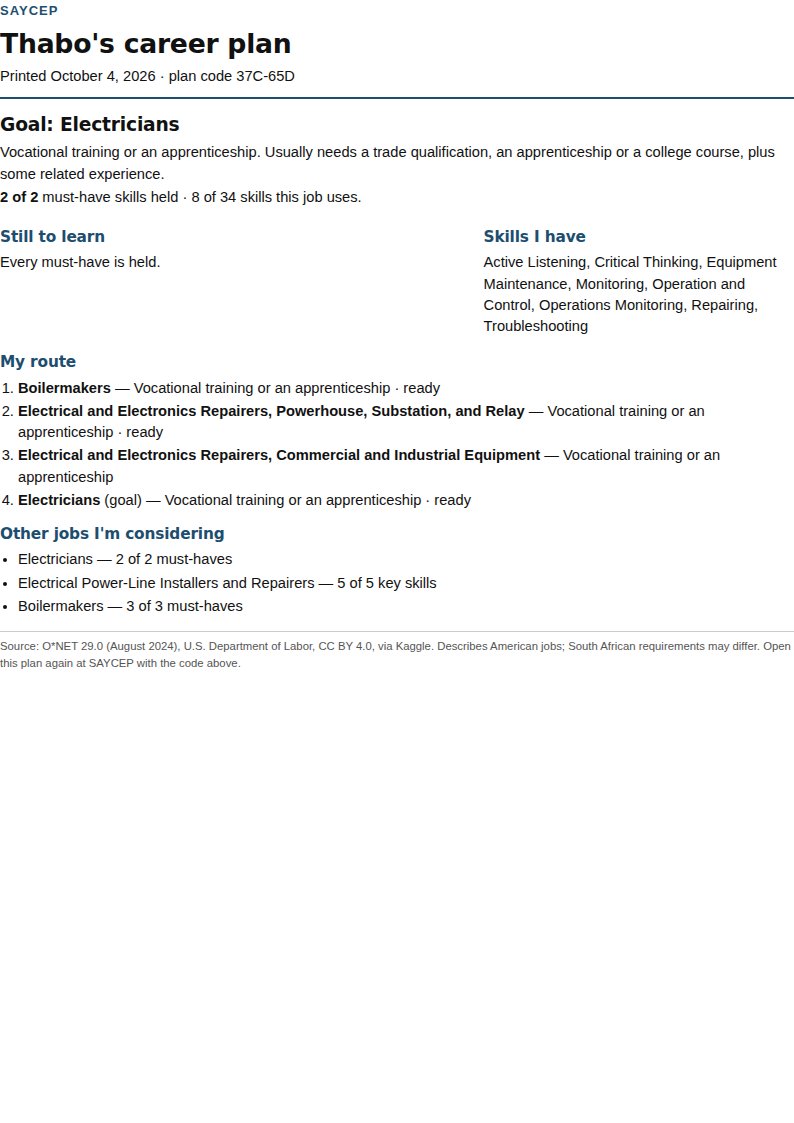 SAYCEP
Thabo's career plan
Printed October 4, 2026 · plan code 37C-65D
Goal: Electricians
Vocational training or an apprenticeship. Usually needs a trade qualification, an apprenticeship or a college course, plus
some related experience.
2 of 2 must-have skills held · 8 of 34 skills this job uses.
Still to learn
Every must-have is held.
Skills I have
Active Listening, Critical Thinking, Equipment
Maintenance, Monitoring, Operation and
Control, Operations Monitoring, Repairing,
Troubleshooting
My route
1. Boilermakers — Vocational training or an apprenticeship · ready
2. Electrical and Electronics Repairers, Powerhouse, Substation, and Relay — Vocational training or an
apprenticeship · ready
3. Electrical and Electronics Repairers, Commercial and Industrial Equipment — Vocational training or an
apprenticeship
4. Electricians (goal) — Vocational training or an apprenticeship · ready
Other jobs I'm considering
• Electricians — 2 of 2 must-haves
• Electrical Power-Line Installers and Repairers — 5 of 5 key skills
• Boilermakers — 3 of 3 must-haves
Source: O*NET 29.0 (August 2024), U.S. Department of Labor, CC BY 4.0, via Kaggle. Describes American jobs; South African requirements may differ. Open
this plan again at SAYCEP with the code above.